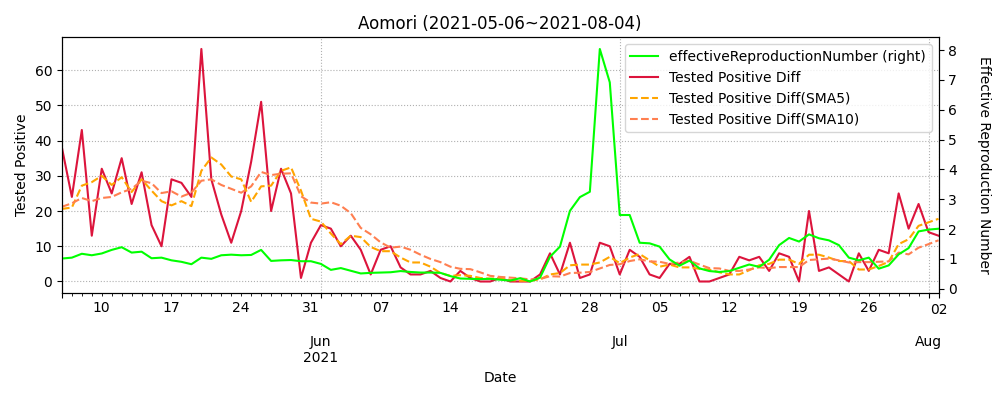 Aomori (2021-05-06~2021-08-04)
effectiveReproductionNumber (right)
Tested Positive Diff
Tested Positive Diff(SMA5)
Tested Positive Diff(SMA10)
Tested Positive
60
50
40
30
20
10
0
Effective Reproduction Number
8
7
6
5
4
3
2
1
0
10 17 24 31 07 14 21 28 05 12 19 26 02
Jun Jul Aug
2021
Date